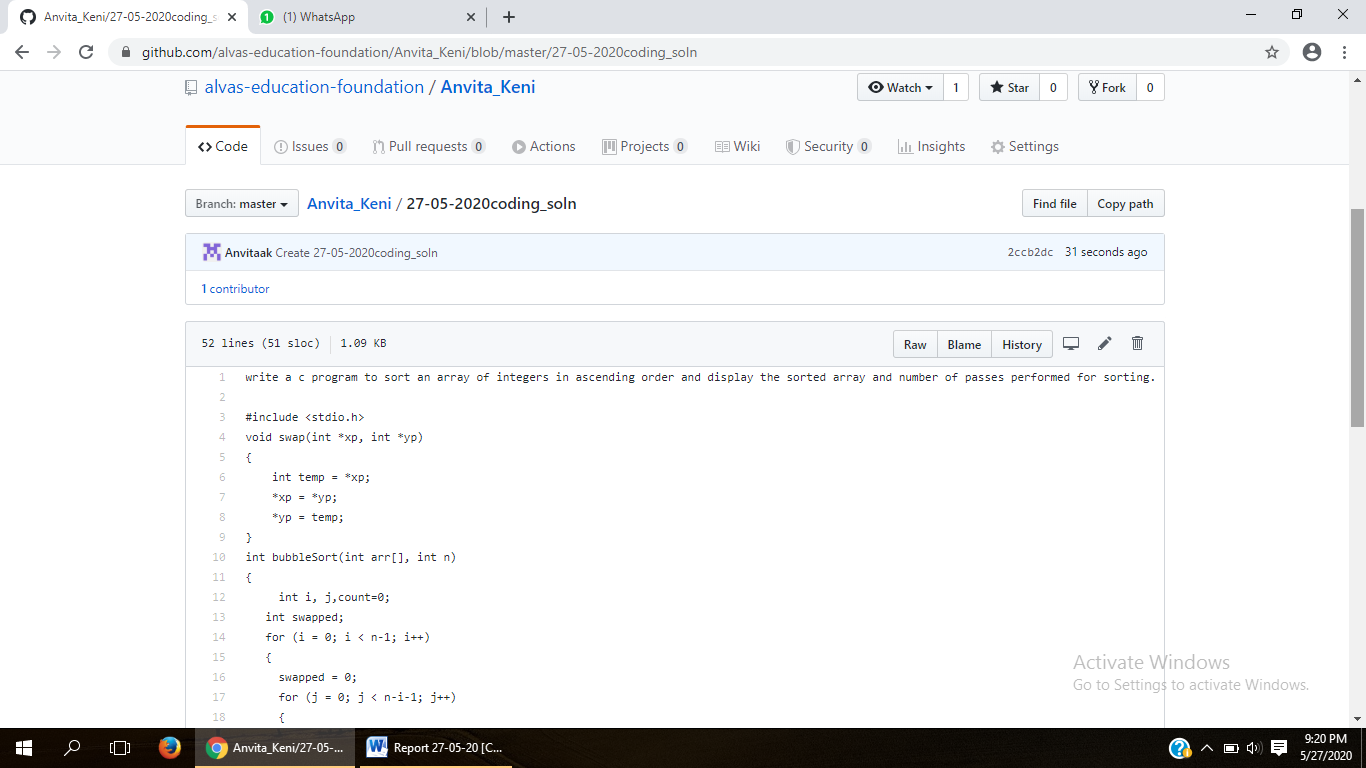 Anvita_Keni/27-05-2020coding_s
(1) WhatsApp
github.com/alvas-education-foundation/Anvita_Keni/blob/master/27-05-2020coding_soln
alvas-education-foundation / Anvita_Keni
Watch 1 Star 0 Fork 0
Code Issues 0 Pull requests 0 Actions Projects 0 Wiki Security 0 Insights Settings
Branch: master Anvita_Keni / 27-05-2020coding_soln Find file Copy path
Anvitaak Create 27-05-2020coding_soln 2ccb2dc 31 seconds ago
1 contributor
52 lines (51 sloc) 1.09 KB Raw Blame History
1 write a c program to sort an array of integers in ascending order and display the sorted array and number of passes performed for sorting.
2
3 #include <stdio.h>
4 void swap(int *xp, int *yp)
5 {
6 int temp = *xp;
7 *xp = *yp;
8 *yp = temp;
9 }
10 int bubbleSort(int arr[], int n)
11 {
12 int i, j,count=0;
13 int swapped;
14 for (i = 0; i < n-1; i++)
15 {
16 swapped = 0;
17 for (j = 0; j < n-i-1; j++)
18 {
Activate Windows
Go to Settings to activate Windows.
Anvita_Keni/27-05-... Report 27-05-20 [C... 9:20 PM
5/27/2020